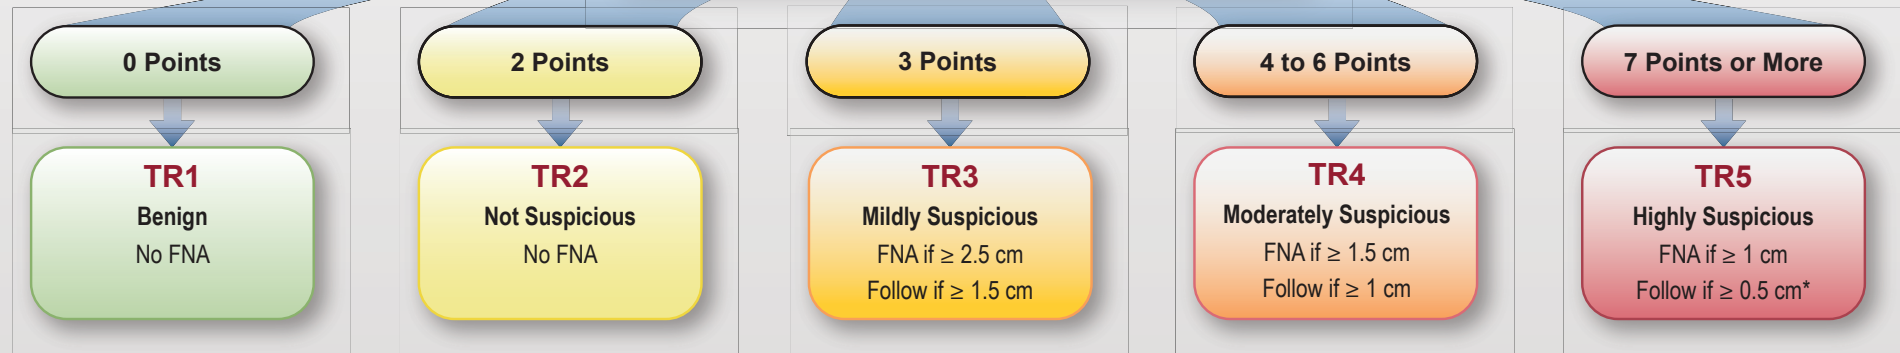 0 Points
2 Points
3 Points
4 to 6 Points
7 Points or More
TR1
Benign
No FNA
TR2
Not Suspicious
No FNA
TR3
Mildly Suspicious
FNA if ≥ 2.5 cm
Follow if ≥ 1.5 cm
TR4
Moderately Suspicious
FNA if ≥ 1.5 cm
Follow if ≥ 1 cm
TR5
Highly Suspicious
FNA if ≥ 1 cm
Follow if ≥ 0.5 cm*